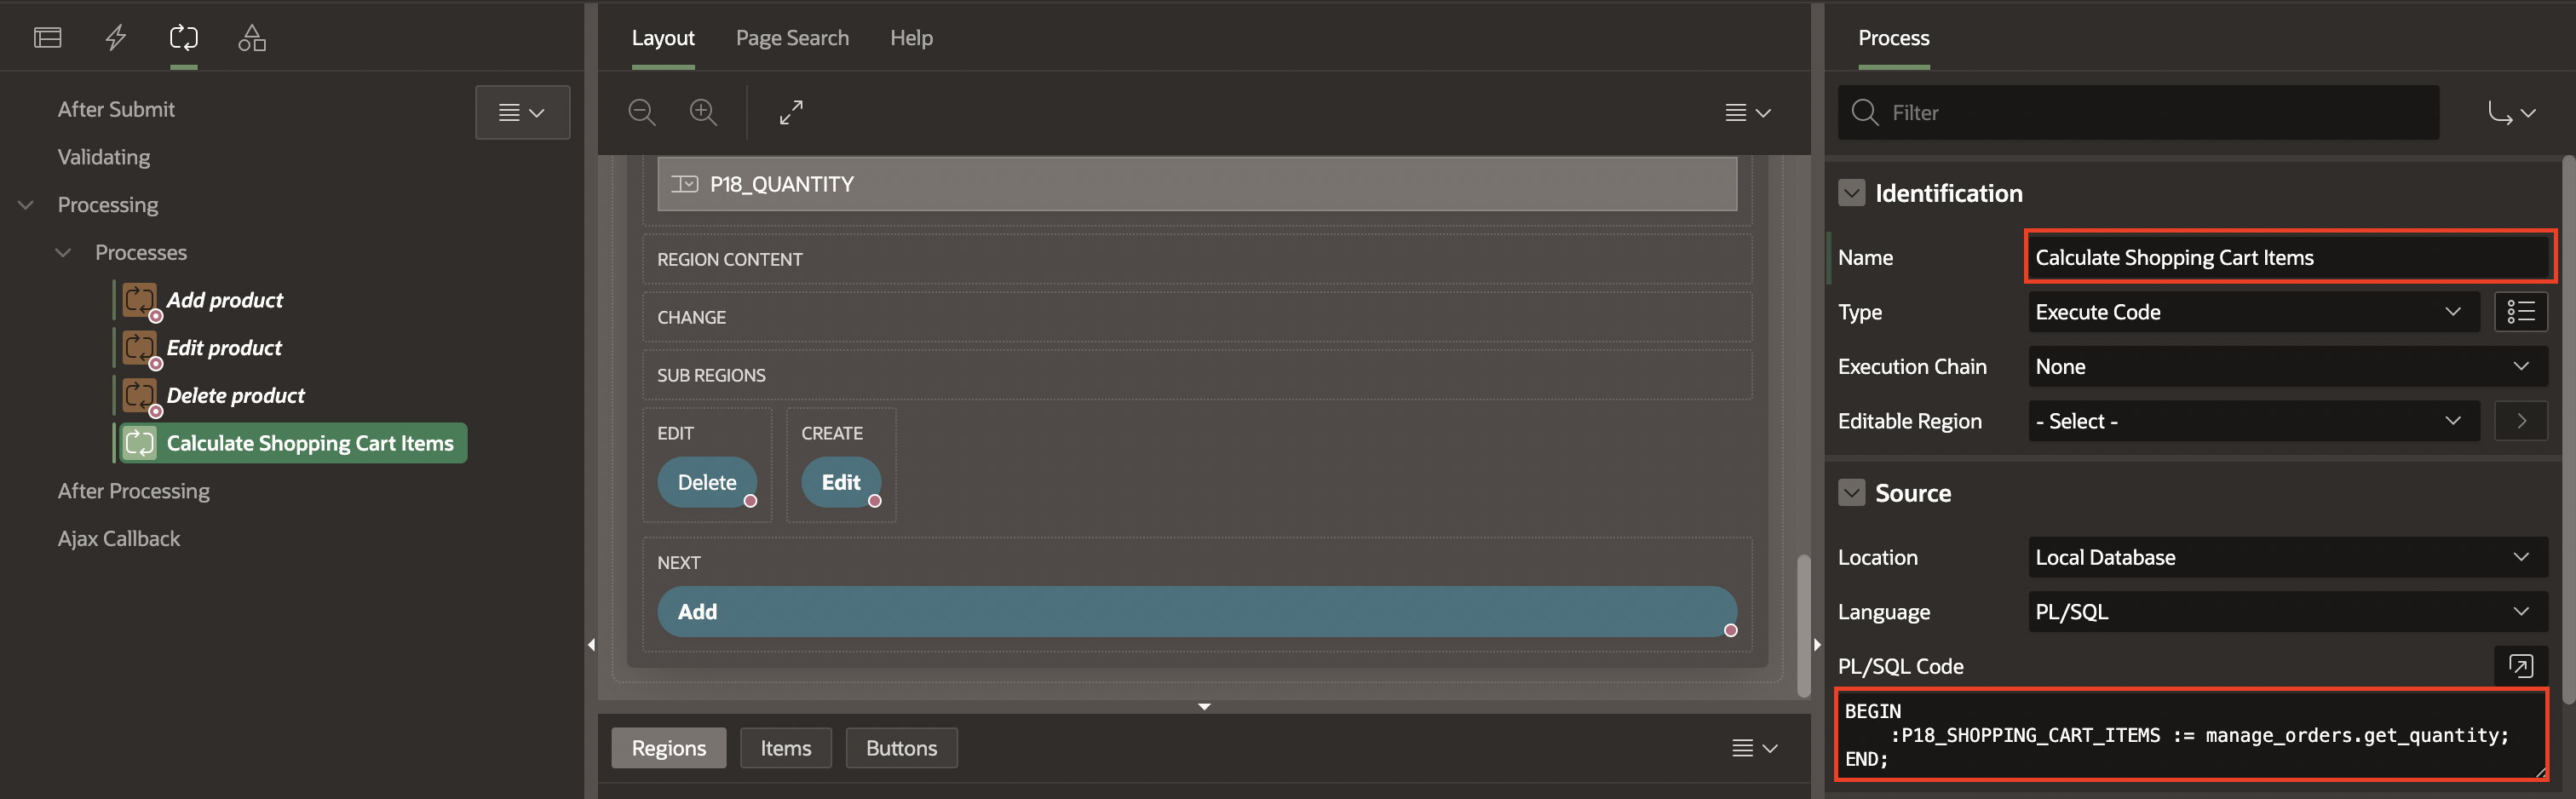 After Submit
Validating
Processing
Processes
Add product
Edit product
Delete product
Calculate Shopping Cart Items
After Processing
Ajax Callback
Layout
Page Search
Help
P18_QUANTITY
REGION CONTENT
CHANGE
SUB REGIONS
EDIT
CREATE
Delete
Edit
NEXT
Add
Regions
Items
Buttons
Process
Filter
Identification
Name
Calculate Shopping Cart Items
Type
Execute Code
Execution Chain
None
Editable Region
- Select -
Source
Location
Local Database
Language
PL/SQL
PL/SQL Code
BEGIN
:P18_SHOPPING_CART_ITEMS := manage_orders.get_quantity;
END;